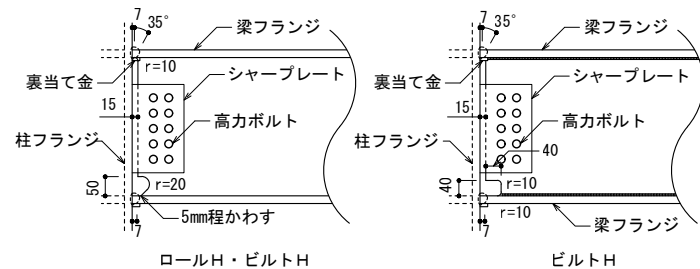 7
35°
梁フランジ
裏当て金
r=10
シャープレート
15
高力ボルト
柱フランジ
50
r=20
5mm程かわす
7
ロールH・ビルトH
7
35°
梁フランジ
裏当て金
シャープレート
15
高力ボルト
柱フランジ
40
40
r=10
r=10
梁フランジ
7
ビルトH